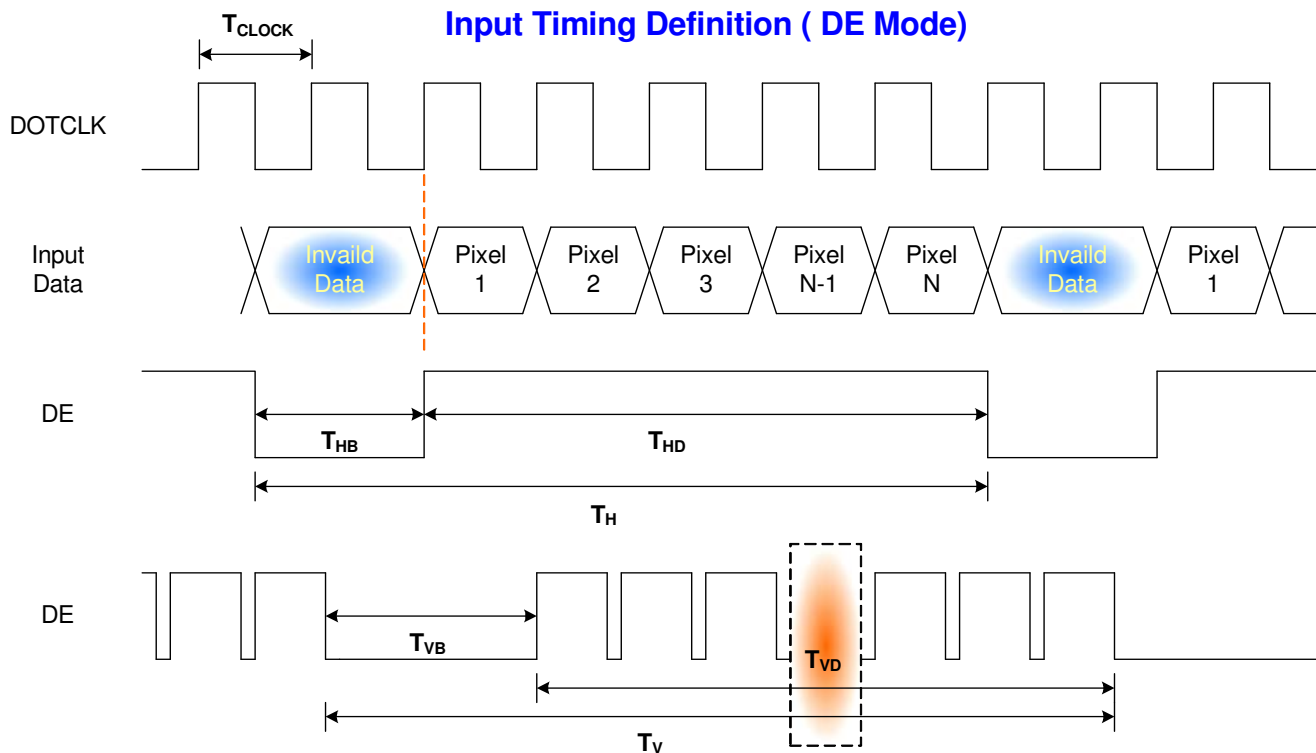 Input Timing Definition ( DE Mode)
TCLOCK
DOTCLK
Input
Data
Invaild
Data
Pixel
1
Pixel
2
Pixel
3
Pixel
N-1
Pixel
N
Invaild
Data
Pixel
1
DE
THB
THD
TH
DE
TVB
TVD
TV